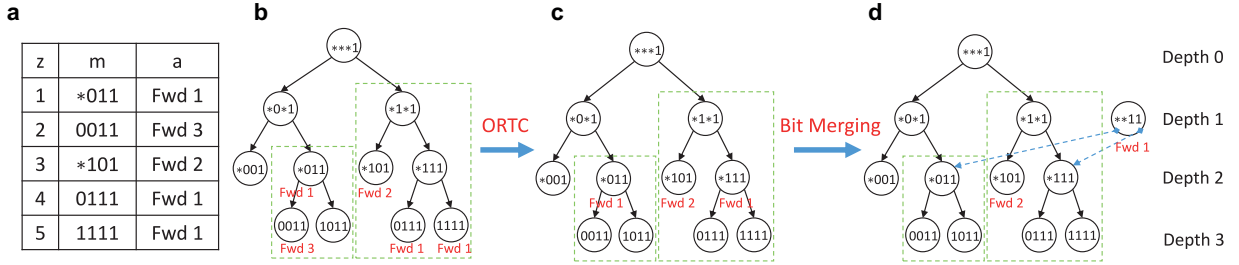 a
z m a
1 *011 Fwd 1
2 0011 Fwd 3
3 *101 Fwd 2
4 0111 Fwd 1
5 1111 Fwd 1
b
***1
*0*1 *1*1
*001 *011 *101 *111
Fwd 1 Fwd 2
0011 1011 0111 1111
Fwd 3 Fwd 1 Fwd 1
ORTC
c
***1
*0*1 *1*1
*001 *011 *101 *111
Fwd 1 Fwd 2 Fwd 1
0011 1011 0111 1111
Bit Merging
d
***1 Depth 0
*0*1 *1*1 **11 Depth 1
Fwd 1
*001 *011 *101 *111 Depth 2
Fwd 2
0011 1011 0111 1111 Depth 3